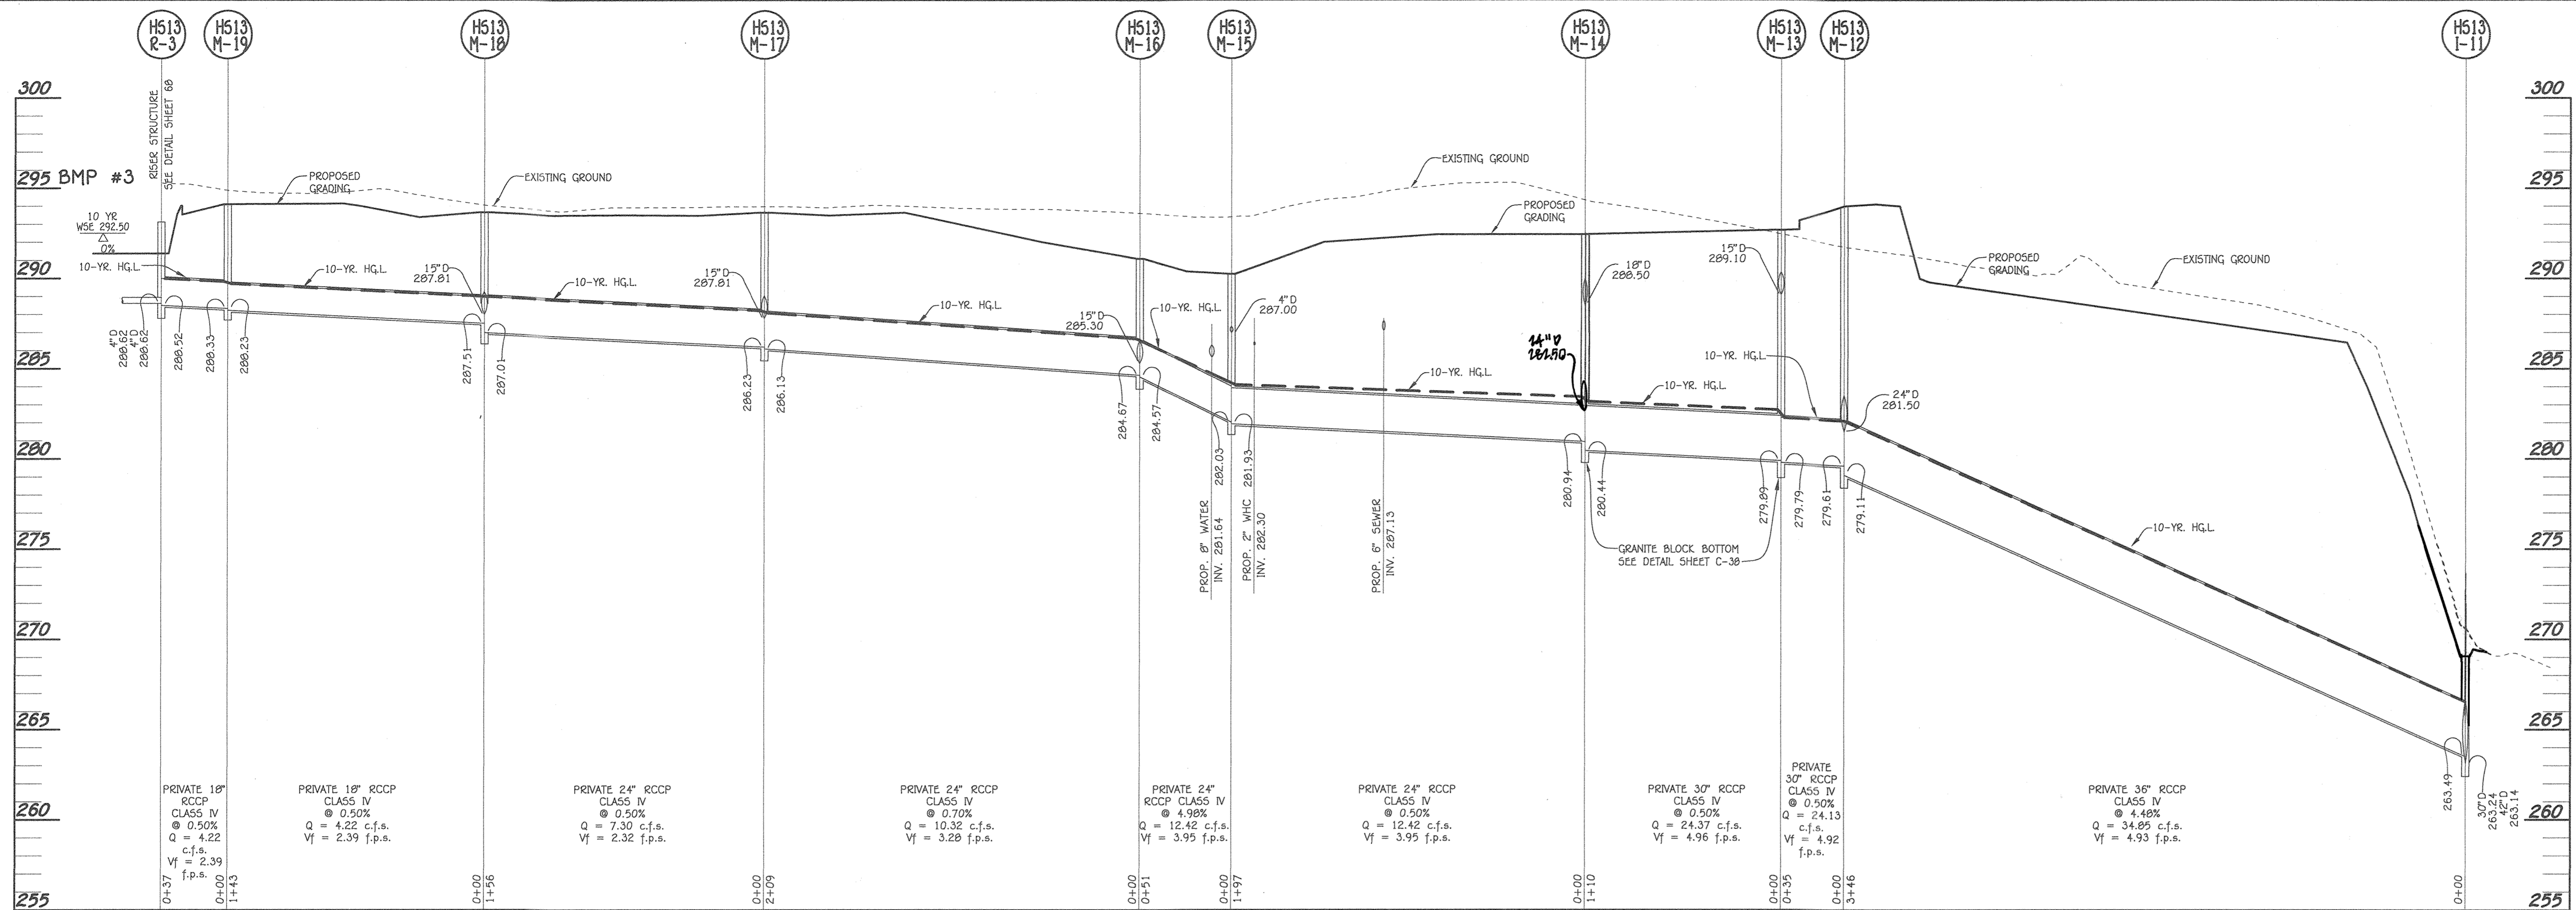 HS13
R-3
HS13
M-19
HS13
M-18
HS13
M-17
HS13
M-16
HS13
M-15
HS13
M-14
HS13
M-13
HS13
M-12
HS13
I-11
300
295
290
285
280
275
270
265
260
255
300
295
290
285
280
275
270
265
260
255
BMP #3
RISER STRUCTURE
SEE DETAIL SHEET 68
10 YR
WSE 292.50
0%
10-YR. HG.L.
PROPOSED
GRADING
10-YR. HG.L.
EXISTING GROUND
15"D
287.81
10-YR. HG.L.
15"D
287.81
10-YR. HG.L.
15"D
285.30
10-YR. HG.L.
4"D
287.00
EXISTING GROUND
PROPOSED
GRADING
18"D
288.50
24"D
282.50
15"D
289.10
10-YR. HG.L.
10-YR. HG.L.
10-YR. HG.L.
24"D
281.50
PROPOSED
GRADING
EXISTING GROUND
10-YR. HG.L.
4"D
288.62
4"D
288.62
288.52
288.33
288.23
287.51
287.01
286.23
286.13
284.67
284.57
PROP. 8" WATER
INV. 281.64
282.03
281.93
PROP. 2" WHC
INV. 282.30
PROP. 6" SEWER
INV. 287.13
280.94
280.44
GRANITE BLOCK BOTTOM
SEE DETAIL SHEET C-38
279.89
279.79
279.61
279.11
263.49
30"D
263.24
42"D
263.14
PRIVATE 18"
RCCP
CLASS IV
@ 0.50%
Q = 4.22
c.f.s.
Vf = 2.39
f.p.s.
PRIVATE 18" RCCP
CLASS IV
@ 0.50%
Q = 4.22 c.f.s.
Vf = 2.39 f.p.s.
PRIVATE 24" RCCP
CLASS IV
@ 0.50%
Q = 7.30 c.f.s.
Vf = 2.32 f.p.s.
PRIVATE 24" RCCP
CLASS IV
@ 0.70%
Q = 10.32 c.f.s.
Vf = 3.28 f.p.s.
PRIVATE 24"
RCCP CLASS IV
@ 4.98%
Q = 12.42 c.f.s.
Vf = 3.95 f.p.s.
PRIVATE 24" RCCP
CLASS IV
@ 0.50%
Q = 12.42 c.f.s.
Vf = 3.95 f.p.s.
PRIVATE 30" RCCP
CLASS IV
@ 0.50%
Q = 24.37 c.f.s.
Vf = 4.96 f.p.s.
PRIVATE
30" RCCP
CLASS IV
@ 0.50%
Q = 24.13
c.f.s.
Vf = 4.92
f.p.s.
PRIVATE 36" RCCP
CLASS IV
@ 4.48%
Q = 34.85 c.f.s.
Vf = 4.93 f.p.s.
0+37
0+00
1+43
0+00
1+56
0+00
2+09
0+00
0+51
0+00
1+97
0+00
1+10
0+00
0+35
0+00
3+46
0+00